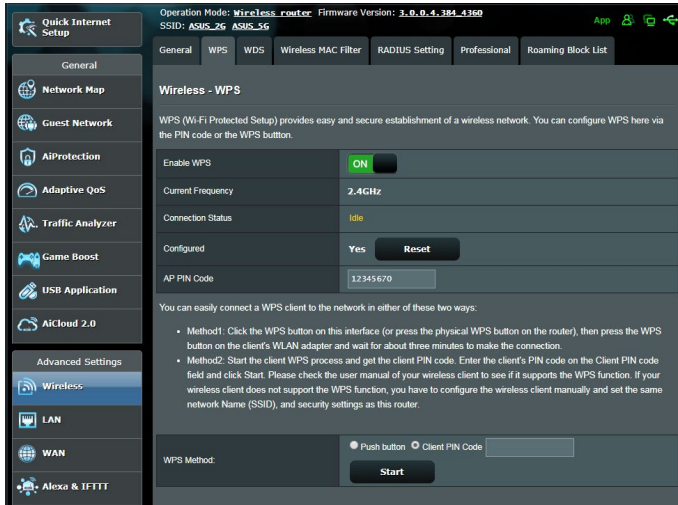 Quick Internet
Setup
General
Network Map
Guest Network
AiProtection
Adaptive QoS
Traffic Analyzer
Game Boost
USB Application
AiCloud 2.0
Advanced Settings
Wireless
LAN
WAN
Alexa & IFTTT
Operation Mode: Wireless router Firmware Version: 3.0.0.4.384_4360
SSID: ASUS_2G ASUS_5G
App
General WPS WDS Wireless MAC Filter RADIUS Setting Professional Roaming Block List
Wireless - WPS
WPS (Wi-Fi Protected Setup) provides easy and secure establishment of a wireless network. You can configure WPS here via
the PIN code or the WPS buttton.
Enable WPS ON
Current Frequency 2.4GHz
Connection Status Idle
Configured Yes Reset
AP PIN Code 12345670
You can easily connect a WPS client to the network in either of these two ways:
• Method1: Click the WPS button on this interface (or press the physical WPS button on the router), then press the WPS
button on the client's WLAN adapter and wait for about three minutes to make the connection.
• Method2: Start the client WPS process and get the client PIN code. Enter the client's PIN code on the Client PIN code
field and click Start. Please check the user manual of your wireless client to see if it supports the WPS function. If your
wireless client does not support the WPS function, you have to configure the wireless client manually and set the same
network Name (SSID), and security settings as this router.
WPS Method: Push button Client PIN Code
Start